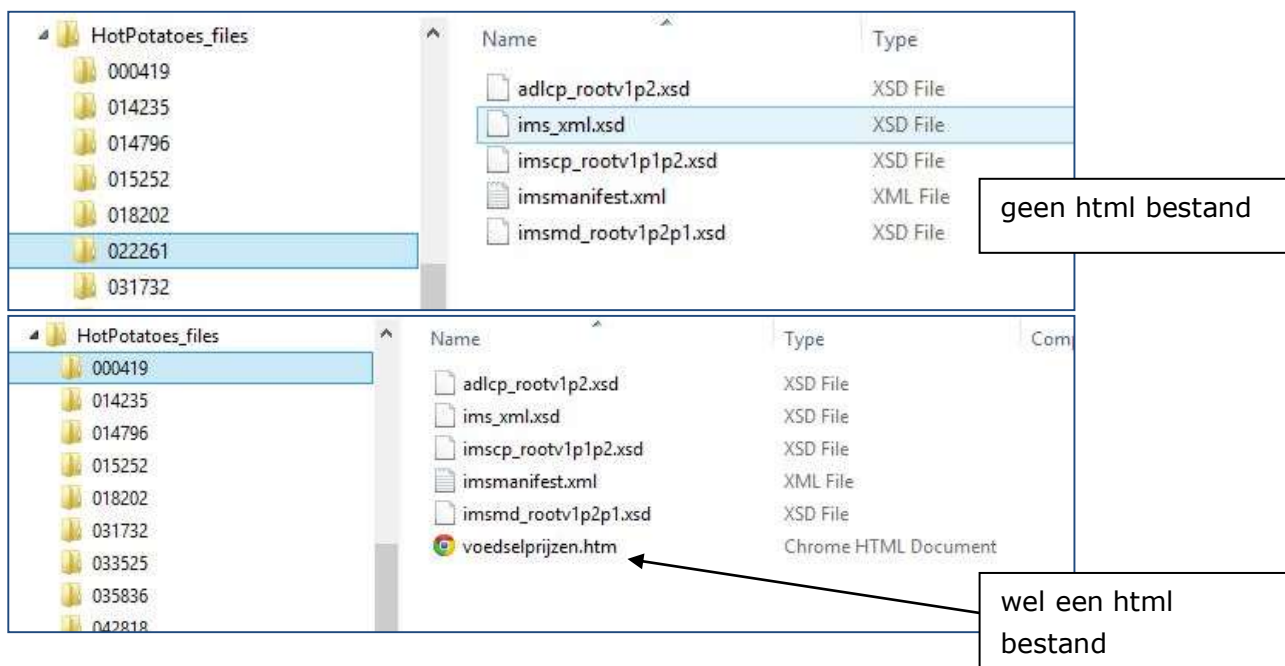 HotPotatoes_files
000419
014235
014796
015252
018202
022261
031732
Name Type
adlcp_rootv1p2.xsd XSD File
ims_xml.xsd XSD File
imscp_rootv1p1p2.xsd XSD File
imsmanifest.xml XML File
imsmd_rootv1p2p1.xsd XSD File
geen html bestand
HotPotatoes_files
000419
014235
014796
015252
018202
031732
033525
035836
042818
Name Type Com
adlcp_rootv1p2.xsd XSD File
ims_xml.xsd XSD File
imscp_rootv1p1p2.xsd XSD File
imsmanifest.xml XML File
imsmd_rootv1p2p1.xsd XSD File
voedselprijzen.htm Chrome HTML Document
wel een html
bestand